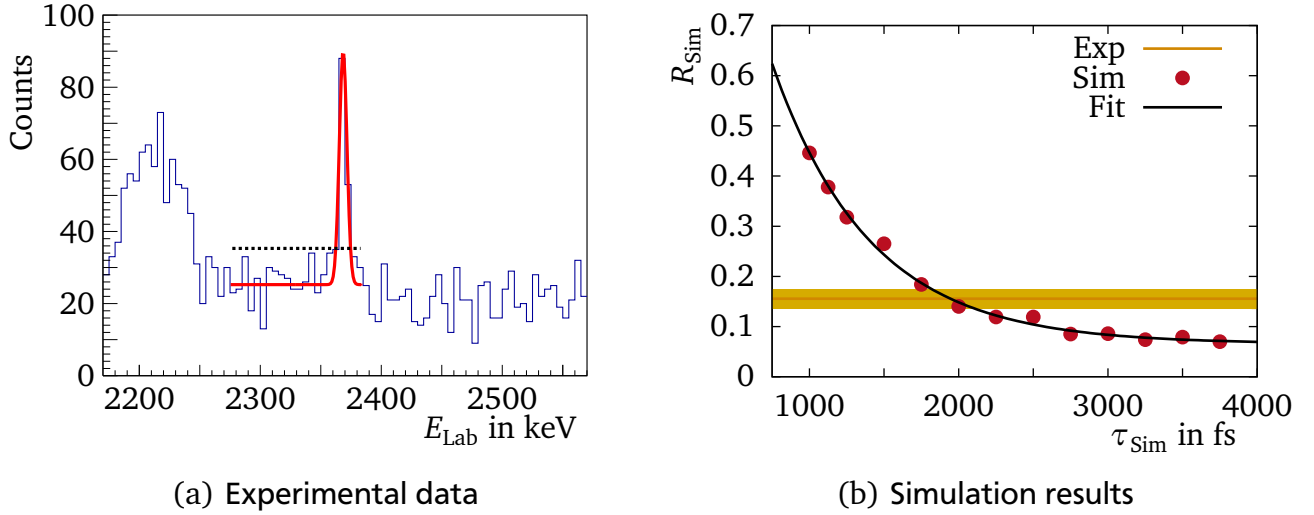 100
80
60
40
20
0
Counts
2200 2300 2400 2500
E_Lab in keV
(a) Experimental data
0.7
0.6
0.5
0.4
0.3
0.2
0.1
0
R_Sim
Exp
Sim
Fit
1000 2000 3000 4000
τ_Sim in fs
(b) Simulation results